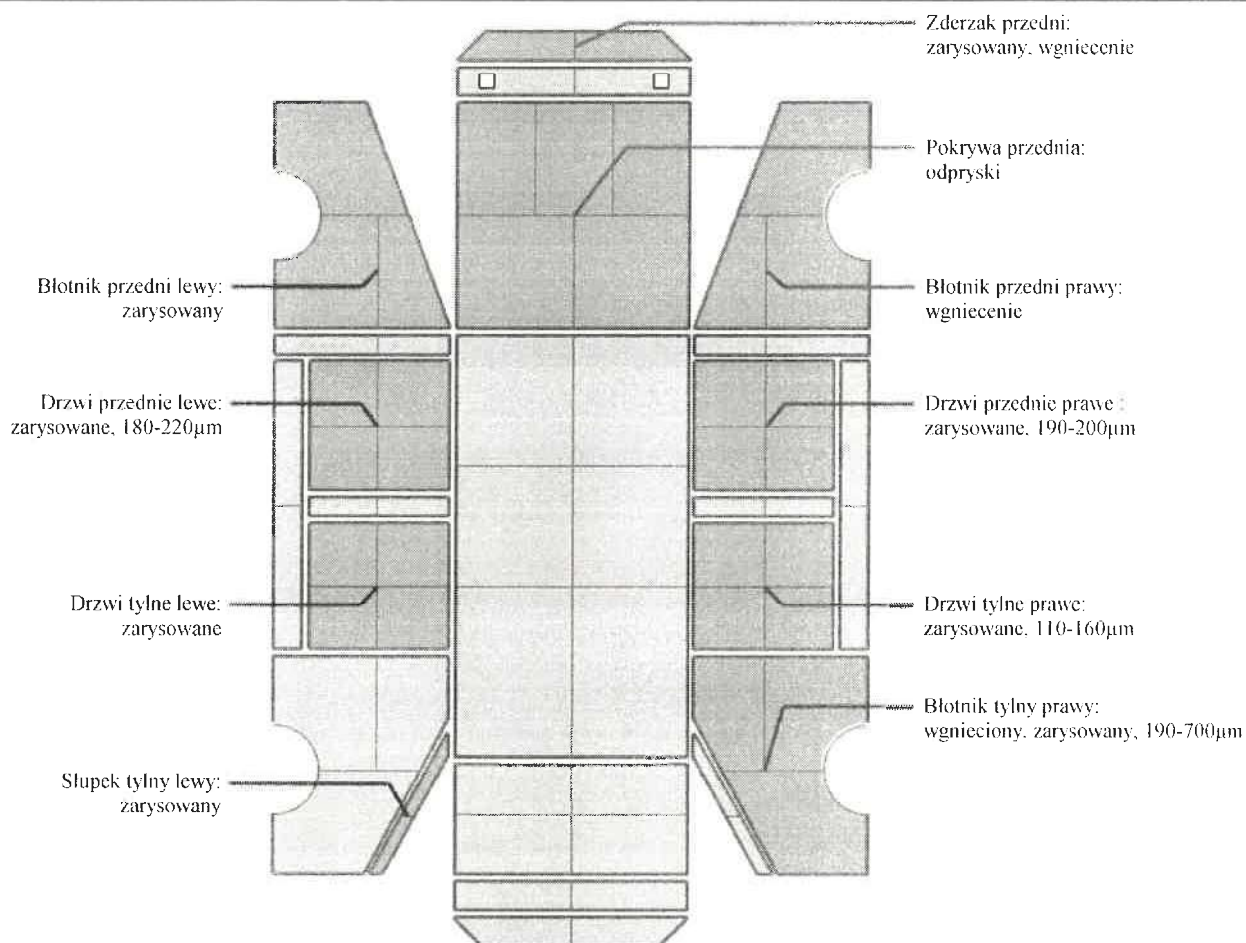 Zderzak przedni:
zarysowany, wgniecenie
Pokrywa przednia:
odpryski
Błotnik przedni lewy:
zarysowany
Błotnik przedni prawy:
wgniecenie
Drzwi przednie lewe:
zarysowane, 180-220µm
Drzwi przednie prawe :
zarysowane, 190-200µm
Drzwi tylne lewe:
zarysowane
Drzwi tylne prawe:
zarysowane, 110-160µm
Błotnik tylny prawy:
wgnieciony, zarysowany, 190-700µm
Słupek tylny lewy:
zarysowany